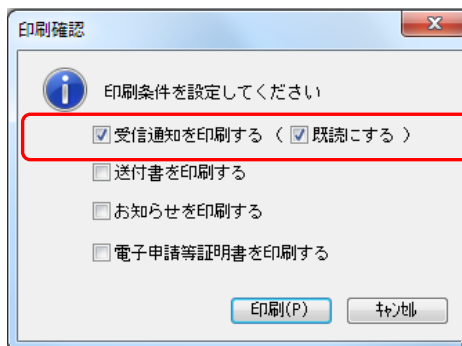 印刷確認
印刷条件を設定してください
受信通知を印刷する ( 既読にする )
送付書を印刷する
お知らせを印刷する
電子申請等証明書を印刷する
印刷(P) ｷｬﾝｾﾙ